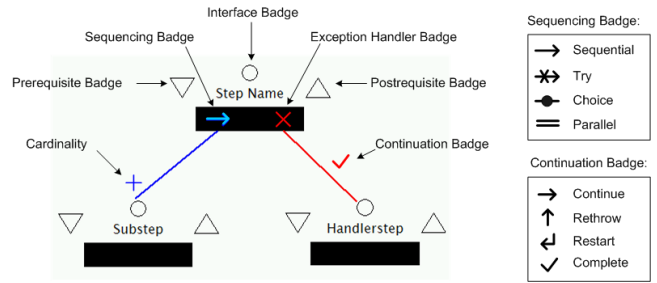 Interface Badge
Sequencing Badge
Exception Handler Badge
Prerequisite Badge
Postrequisite Badge
Step Name
Cardinality
Continuation Badge
Substep
Handlerstep
Sequencing Badge:
Sequential
Try
Choice
Parallel
Continuation Badge:
Continue
Rethrow
Restart
Complete